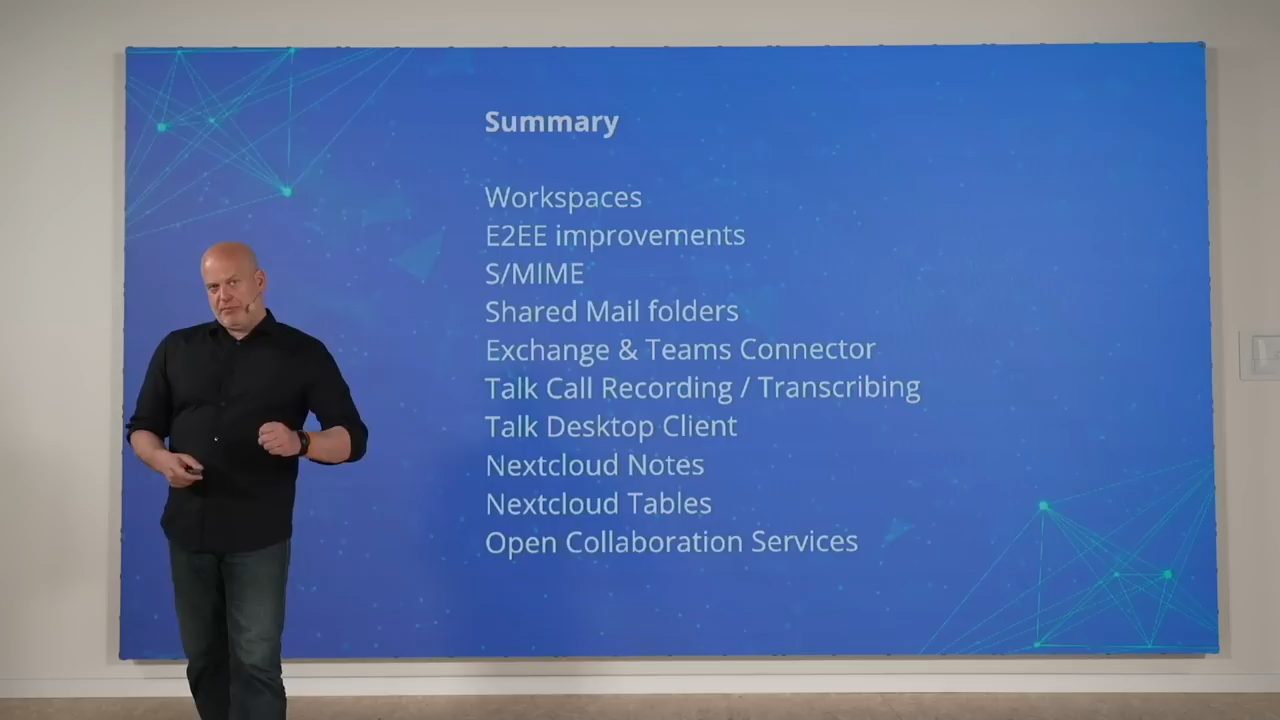 Summary
Workspaces
E2EE improvements
S/MIME
Shared Mail folders
Exchange & Teams Connector
Talk Call Recording / Transcribing
Talk Desktop Client
Nextcloud Notes
Nextcloud Tables
Open Collaboration Services